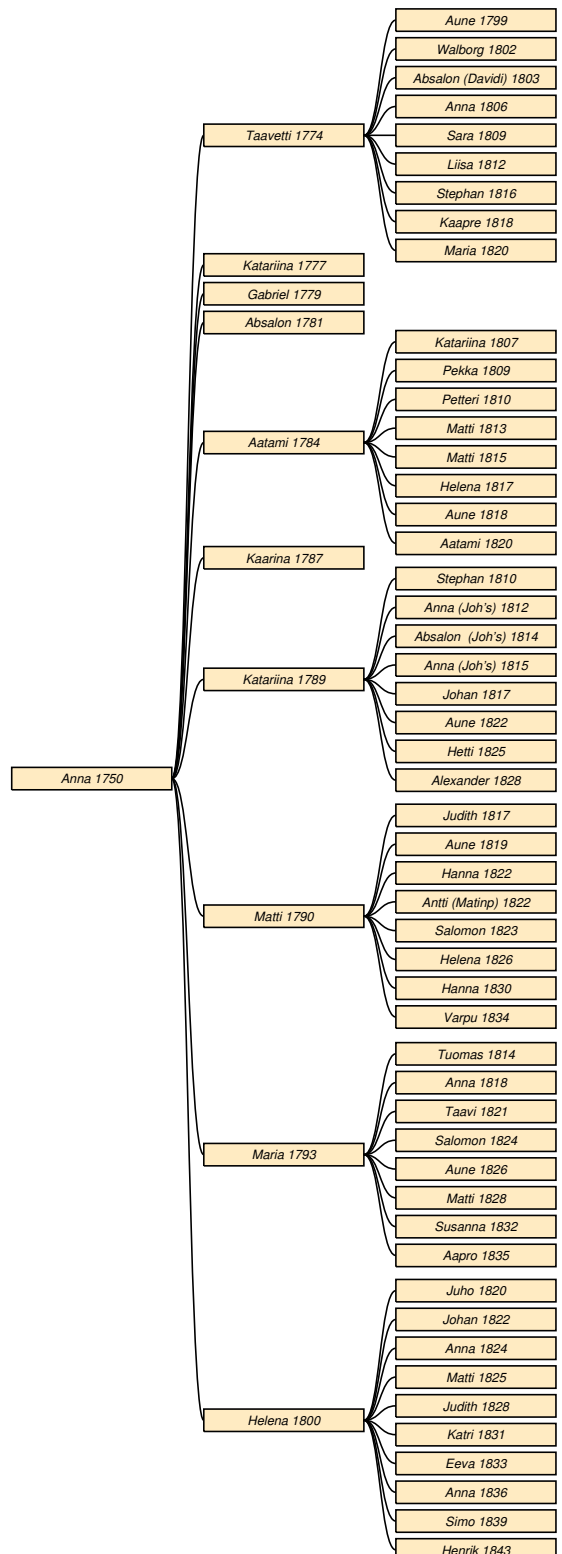 Anna 1750
Taavetti 1774
Aune 1799
Walborg 1802
Absalon (Davidi) 1803
Anna 1806
Sara 1809
Liisa 1812
Stephan 1816
Kaapre 1818
Maria 1820
Katariina 1777
Gabriel 1779
Absalon 1781
Aatami 1784
Katariina 1807
Pekka 1809
Petteri 1810
Matti 1813
Matti 1815
Helena 1817
Aune 1818
Aatami 1820
Kaarina 1787
Katariina 1789
Stephan 1810
Anna (Joh's) 1812
Absalon (Joh's) 1814
Anna (Joh's) 1815
Johan 1817
Aune 1822
Hetti 1825
Alexander 1828
Matti 1790
Judith 1817
Aune 1819
Hanna 1822
Antti (Matinp) 1822
Salomon 1823
Helena 1826
Hanna 1830
Varpu 1834
Maria 1793
Tuomas 1814
Anna 1818
Taavi 1821
Salomon 1824
Aune 1826
Matti 1828
Susanna 1832
Aapro 1835
Helena 1800
Juho 1820
Johan 1822
Anna 1824
Matti 1825
Judith 1828
Katri 1831
Eeva 1833
Anna 1836
Simo 1839
Henrik 1843